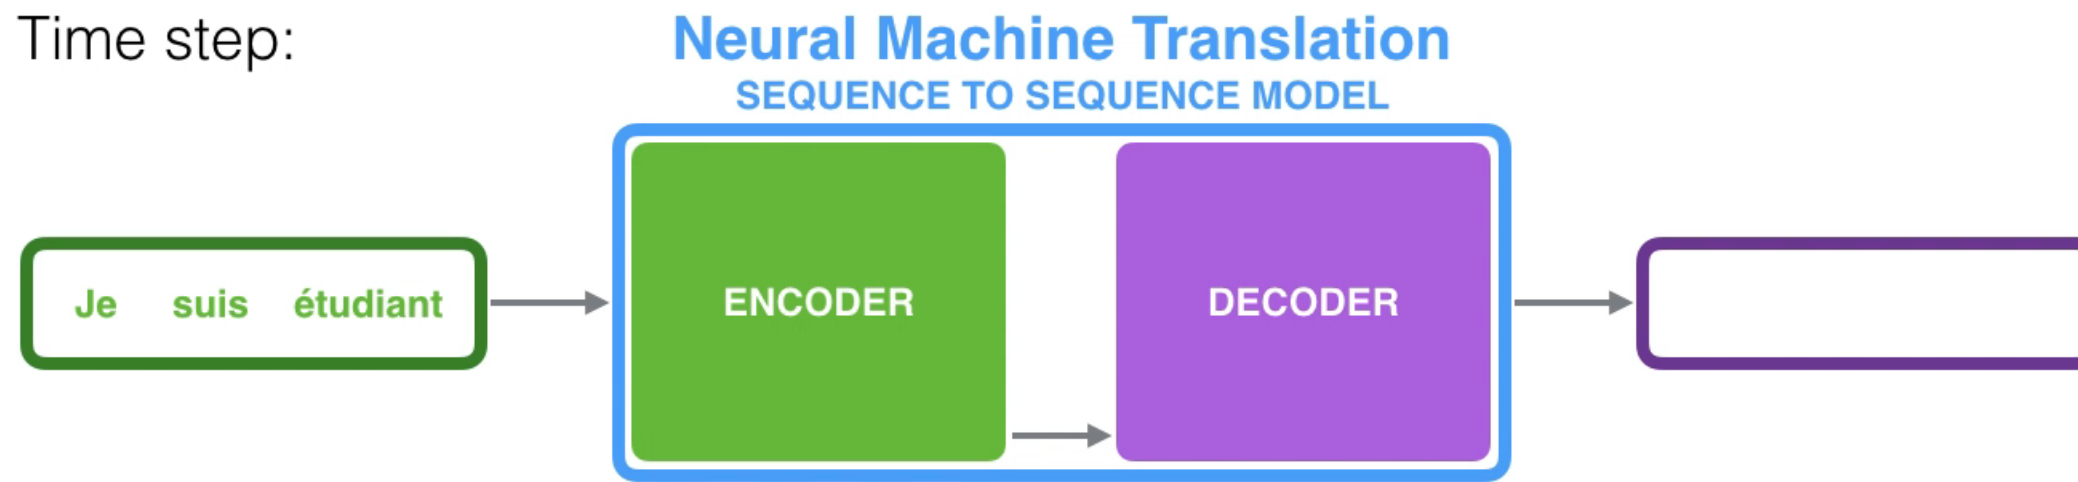 Time step:
Neural Machine Translation
SEQUENCE TO SEQUENCE MODEL
Je suis étudiant
ENCODER
DECODER